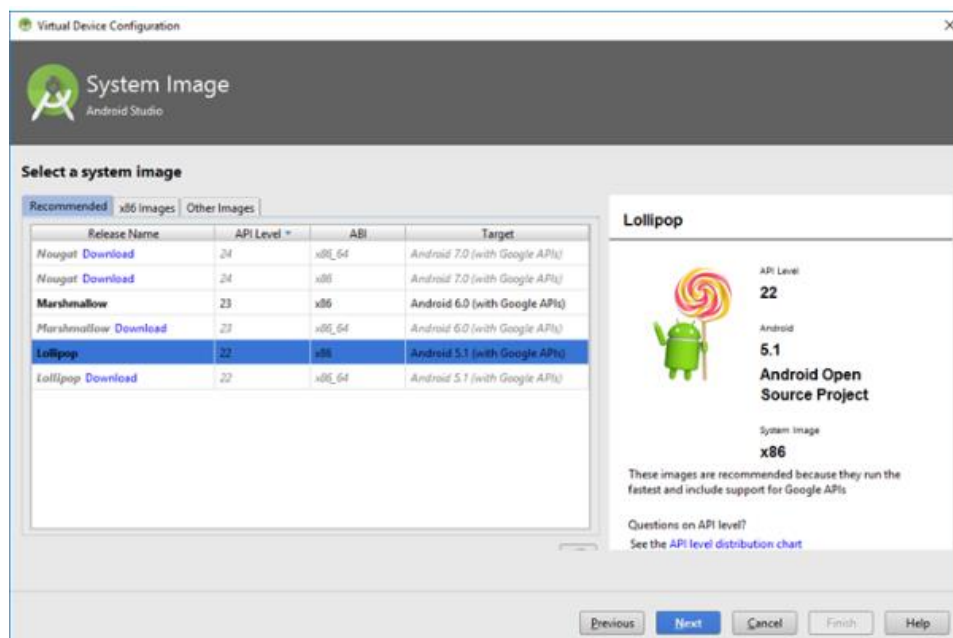 Virtual Device Configuration
System Image
Android Studio
Select a system image
Recommended x86 Images Other Images
Release Name API Level ABI Target
Nougat Download 24 x86_64 Android 7.0 (with Google APIs)
Nougat Download 24 x86 Android 7.0 (with Google APIs)
Marshmallow 23 x86 Android 6.0 (with Google APIs)
Marshmallow Download 23 x86_64 Android 6.0 (with Google APIs)
Lollipop 22 x86 Android 5.1 (with Google APIs)
Lollipop Download 22 x86_64 Android 5.1 (with Google APIs)
Lollipop
API Level
22
Android
5.1
Android Open
Source Project
System Image
x86
These images are recommended because they run the
fastest and include support for Google APIs
Questions on API level?
See the API level distribution chart
Previous Next Cancel Finish Help